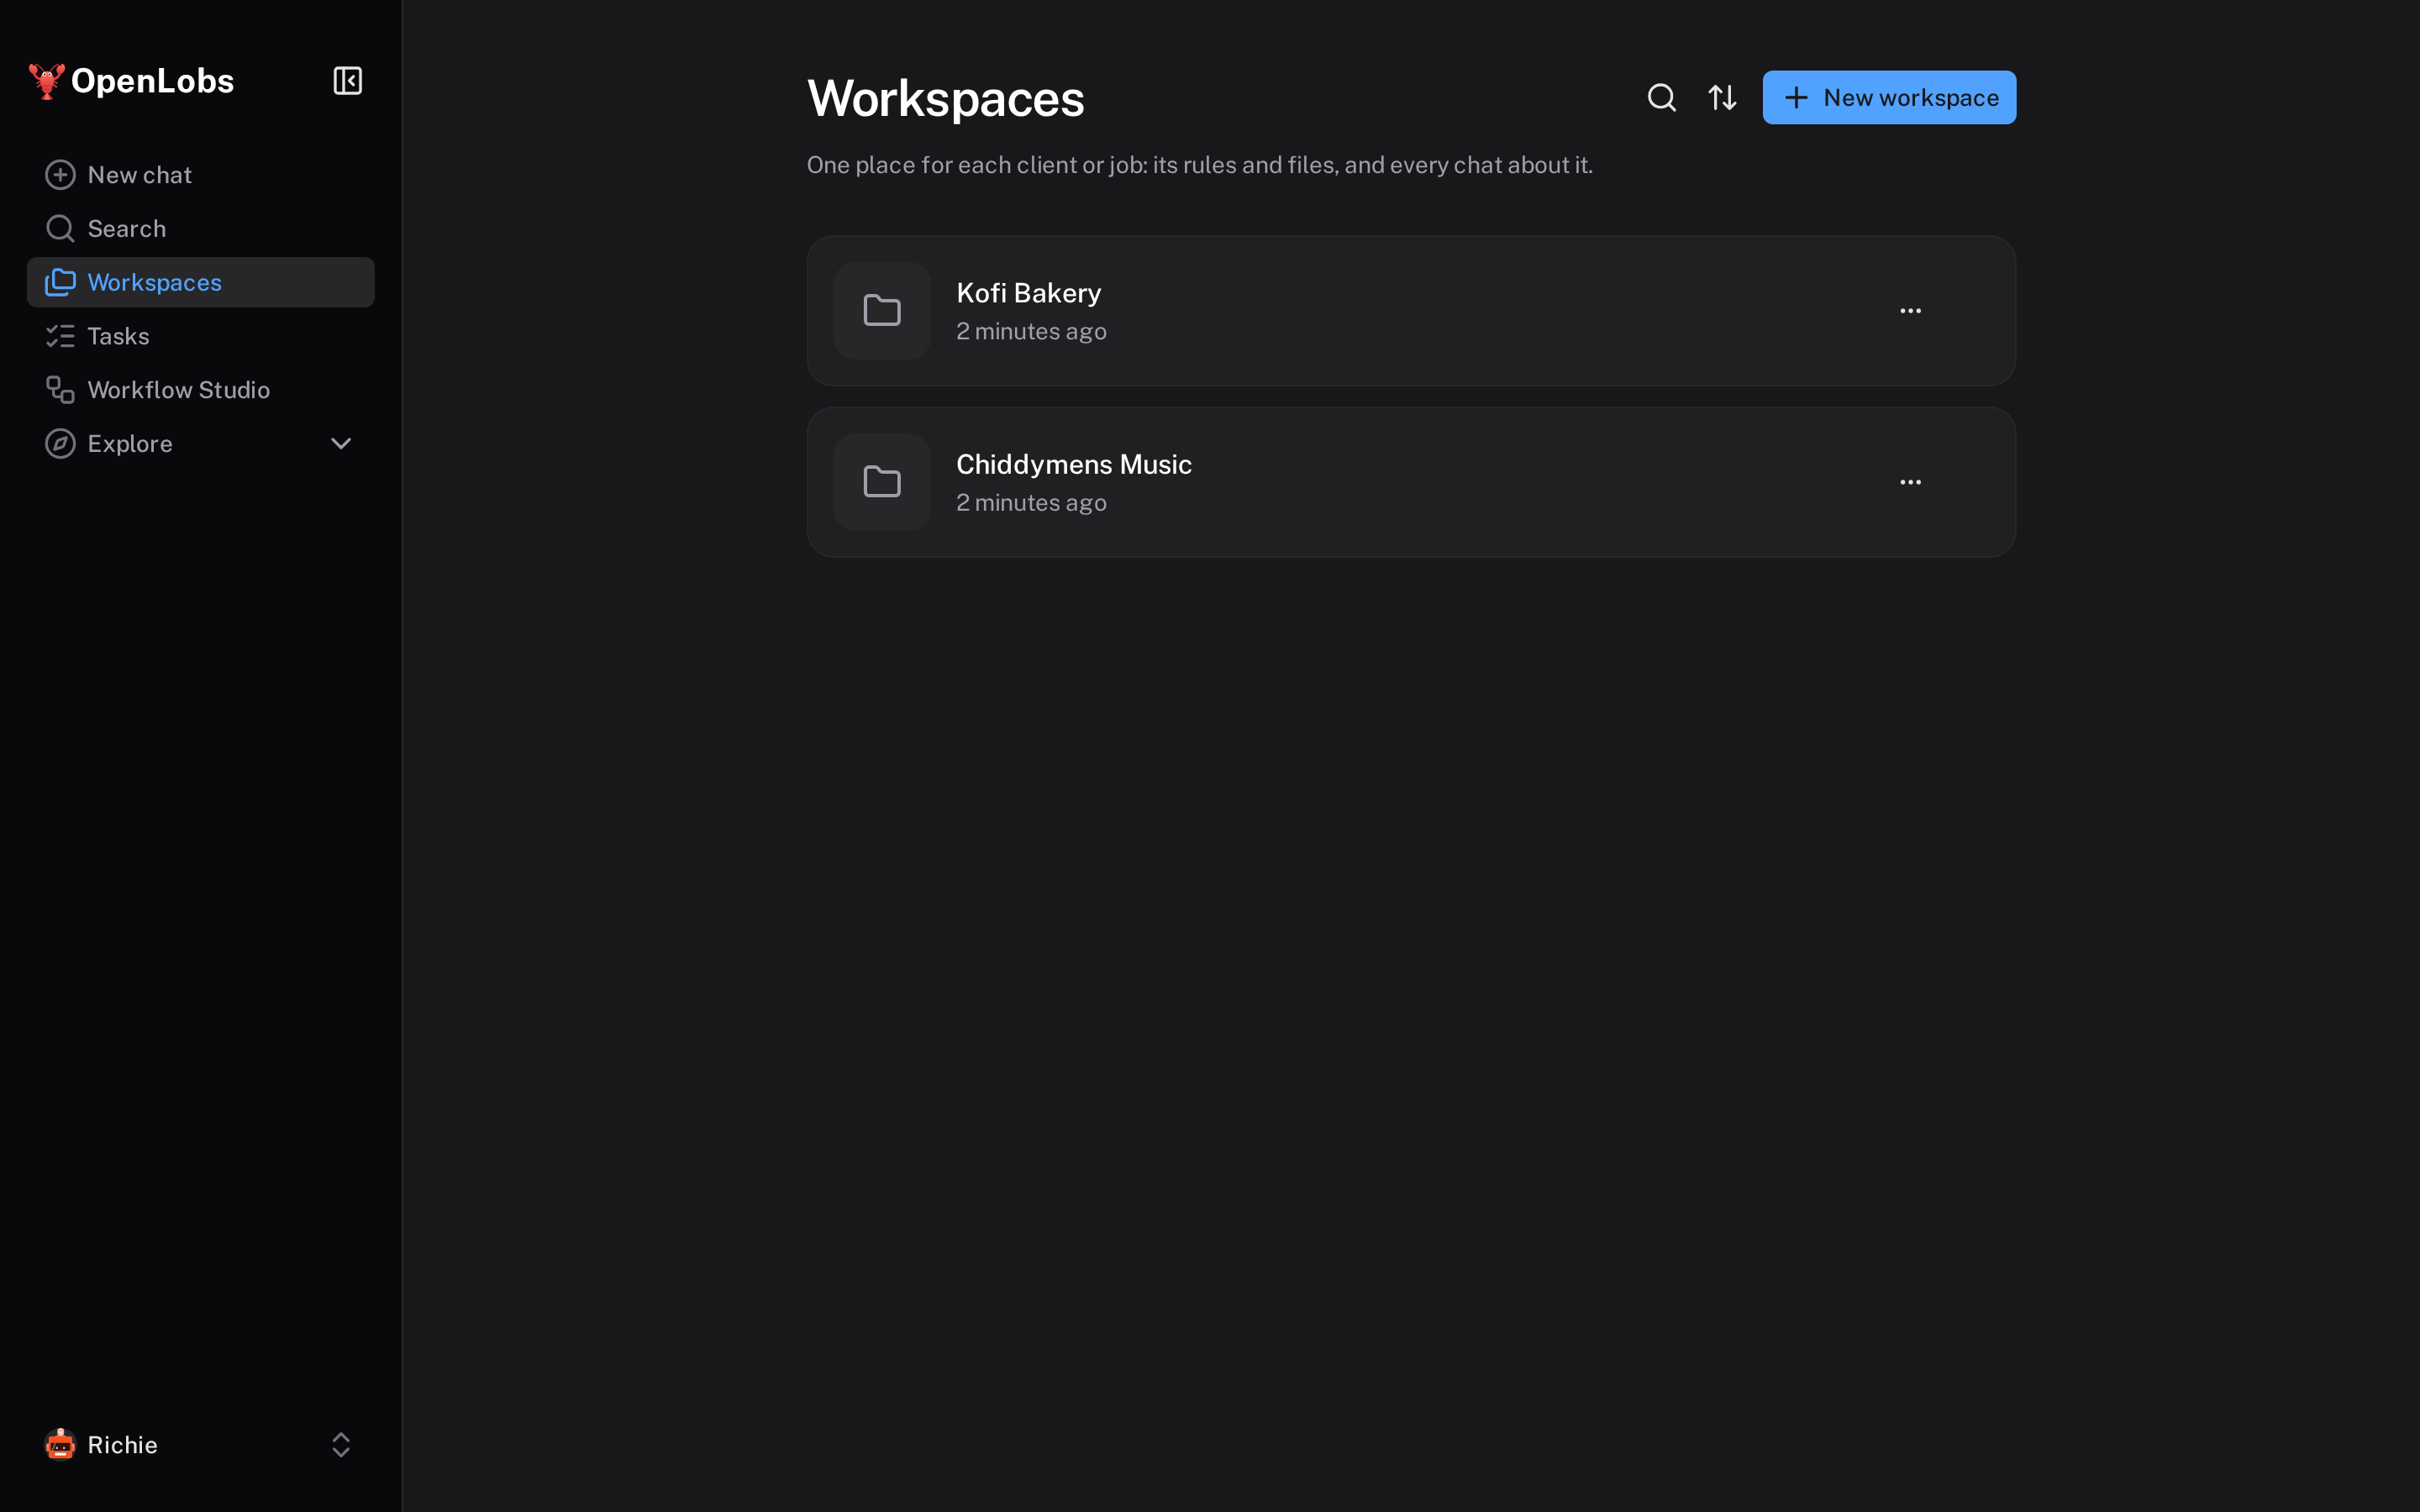 OpenLobs
New chat
Search
Workspaces
Tasks
Workflow Studio
Explore
Richie
Workspaces
New workspace
One place for each client or job: its rules and files, and every chat about it.
Kofi Bakery
2 minutes ago
Chiddymens Music
2 minutes ago